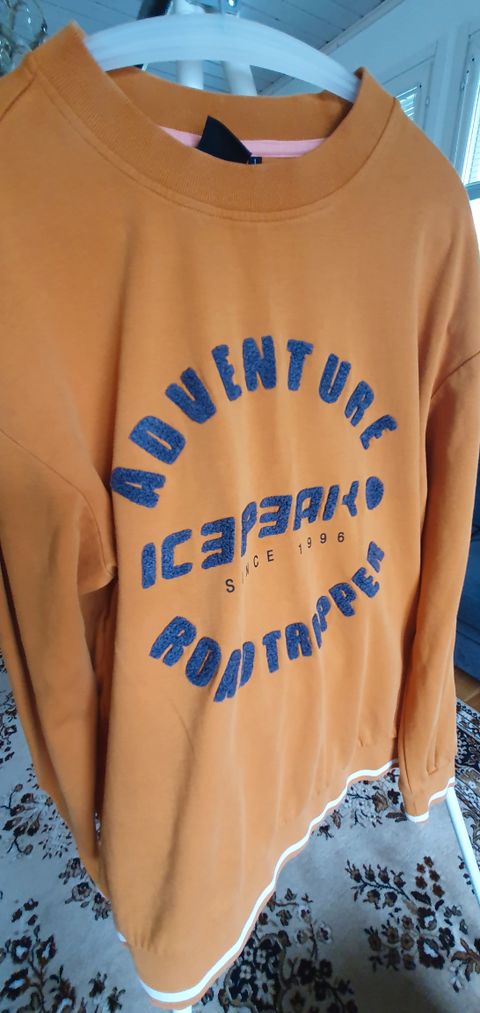 ADVENTURE
ICEPEAK
SINCE 1996
ROADTRIPPER